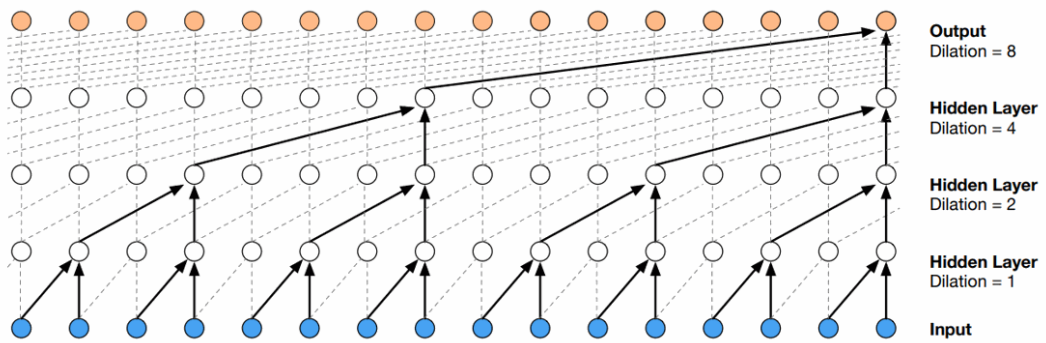 Output
Dilation = 8
Hidden Layer
Dilation = 4
Hidden Layer
Dilation = 2
Hidden Layer
Dilation = 1
Input